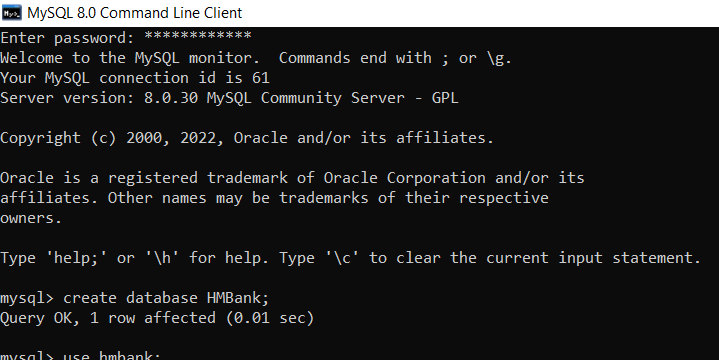 MySQL 8.0 Command Line Client
Enter password: ************
Welcome to the MySQL monitor.  Commands end with ; or \g.
Your MySQL connection id is 61
Server version: 8.0.30 MySQL Community Server - GPL
Copyright (c) 2000, 2022, Oracle and/or its affiliates.
Oracle is a registered trademark of Oracle Corporation and/or its
affiliates. Other names may be trademarks of their respective
owners.
Type 'help;' or '\h' for help. Type '\c' to clear the current input statement.
mysql> create database HMBank;
Query OK, 1 row affected (0.01 sec)
mysql> use hmbank;